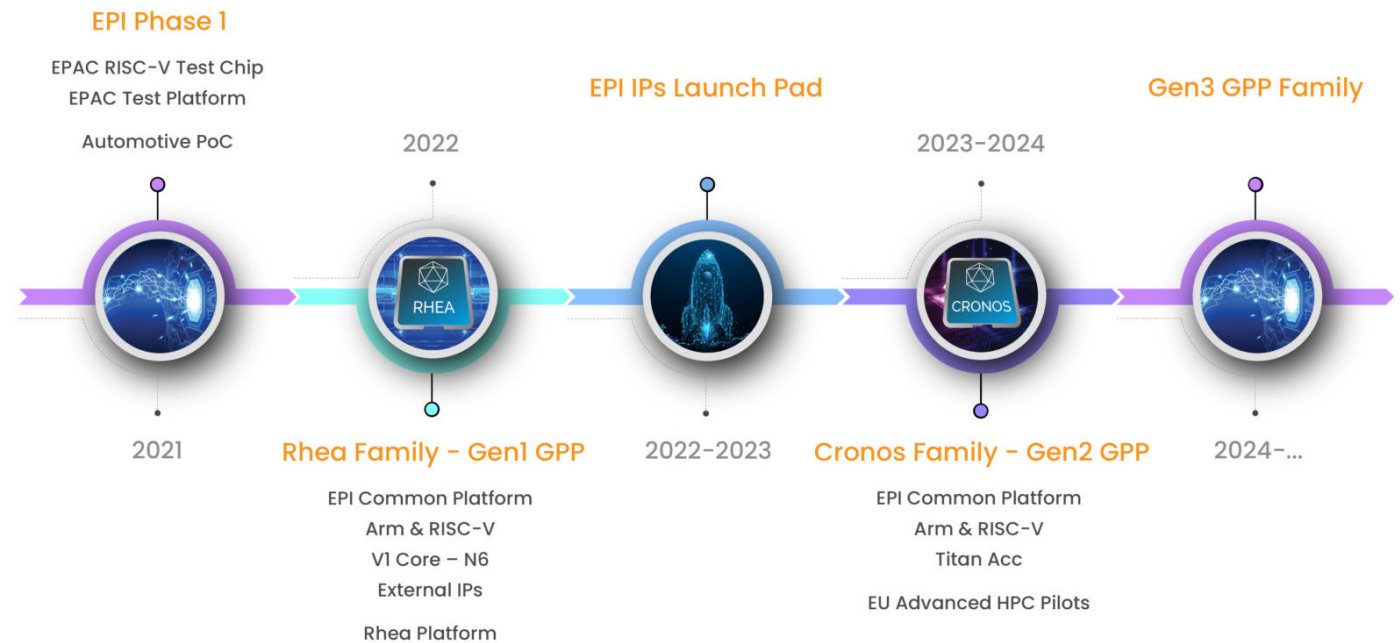 EPI Phase 1
EPAC RISC-V Test Chip
EPAC Test Platform
Automotive PoC
2021
2022
RHEA
Rhea Family - Gen1 GPP
EPI Common Platform
Arm & RISC-V
V1 Core – N6
External IPs
Rhea Platform
EPI IPs Launch Pad
2022-2023
2023-2024
CRONOS
Cronos Family - Gen2 GPP
EPI Common Platform
Arm & RISC-V
Titan Acc
EU Advanced HPC Pilots
Gen3 GPP Family
2024-...